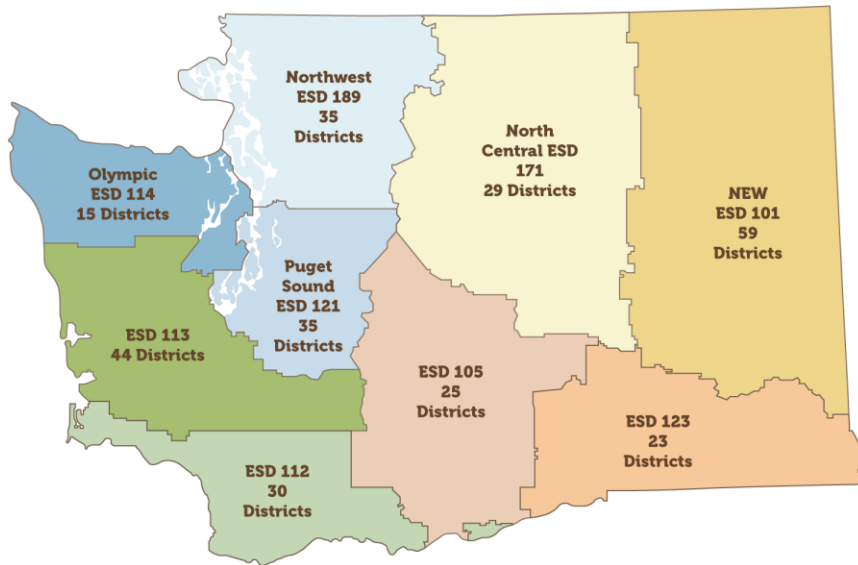 Northwest
ESD 189
35
Districts
North
Central ESD
171
29 Districts
Olympic
ESD 114
15 Districts
NEW
ESD 101
59
Districts
Puget
Sound
ESD 121
35
Districts
ESD 113
44 Districts
ESD 105
25
Districts
ESD 123
23
Districts
ESD 112
30
Districts